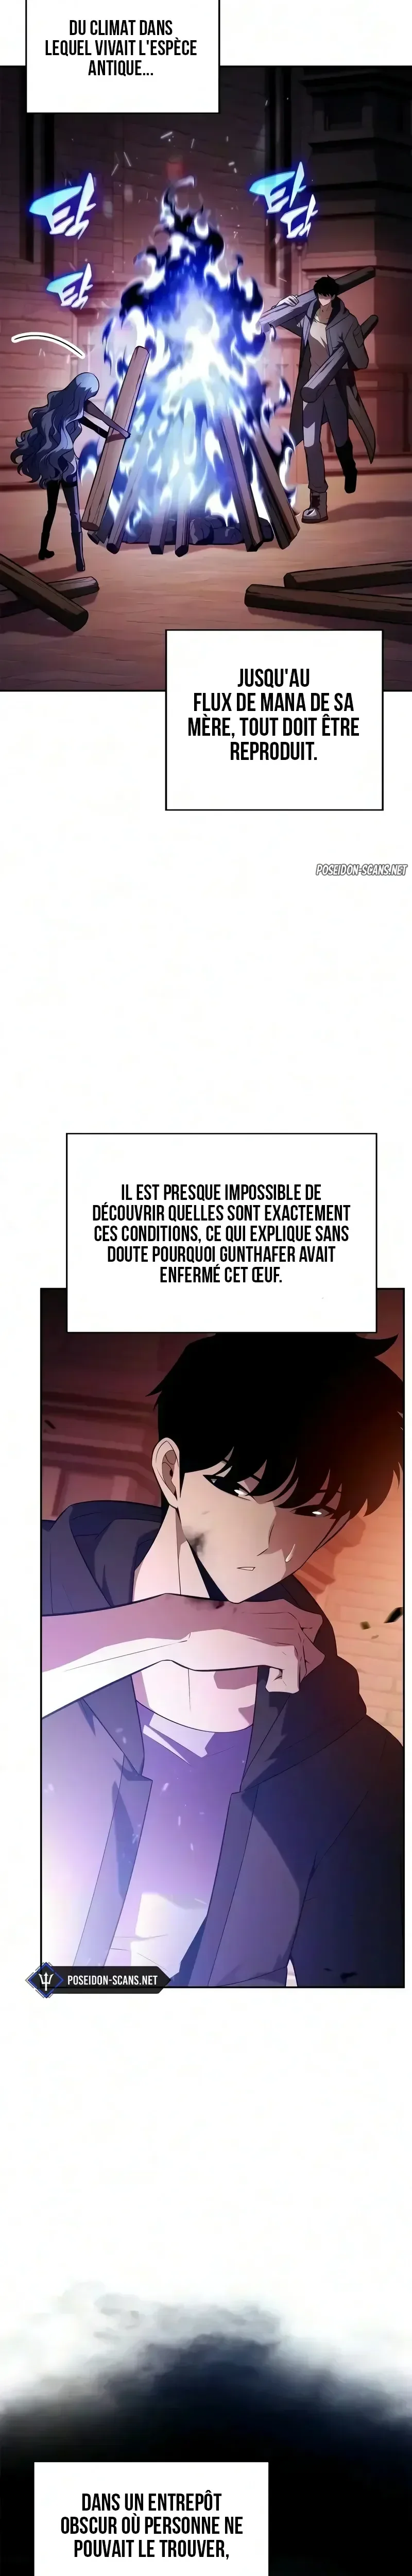 DU CLIMAT DANS
LEQUEL VIVAIT L'ESPÈCE
ANTIQUE...
탁
탁
탁
탁
JUSQU'AU
FLUX DE MANA DE SA
MÈRE, TOUT DOIT ÊTRE
REPRODUIT.
POSEIDON-SCANS.NET
IL EST PRESQUE IMPOSSIBLE DE
DÉCOUVRIR QUELLES SONT EXACTEMENT
CES CONDITIONS, CE QUI EXPLIQUE SANS
DOUTE POURQUOI GUNTHAFER AVAIT
ENFERMÉ CET ŒUF.
POSEIDON-SCANS.NET
DANS UN ENTREPÔT
OBSCUR OÙ PERSONNE NE
POUVAIT LE TROUVER,